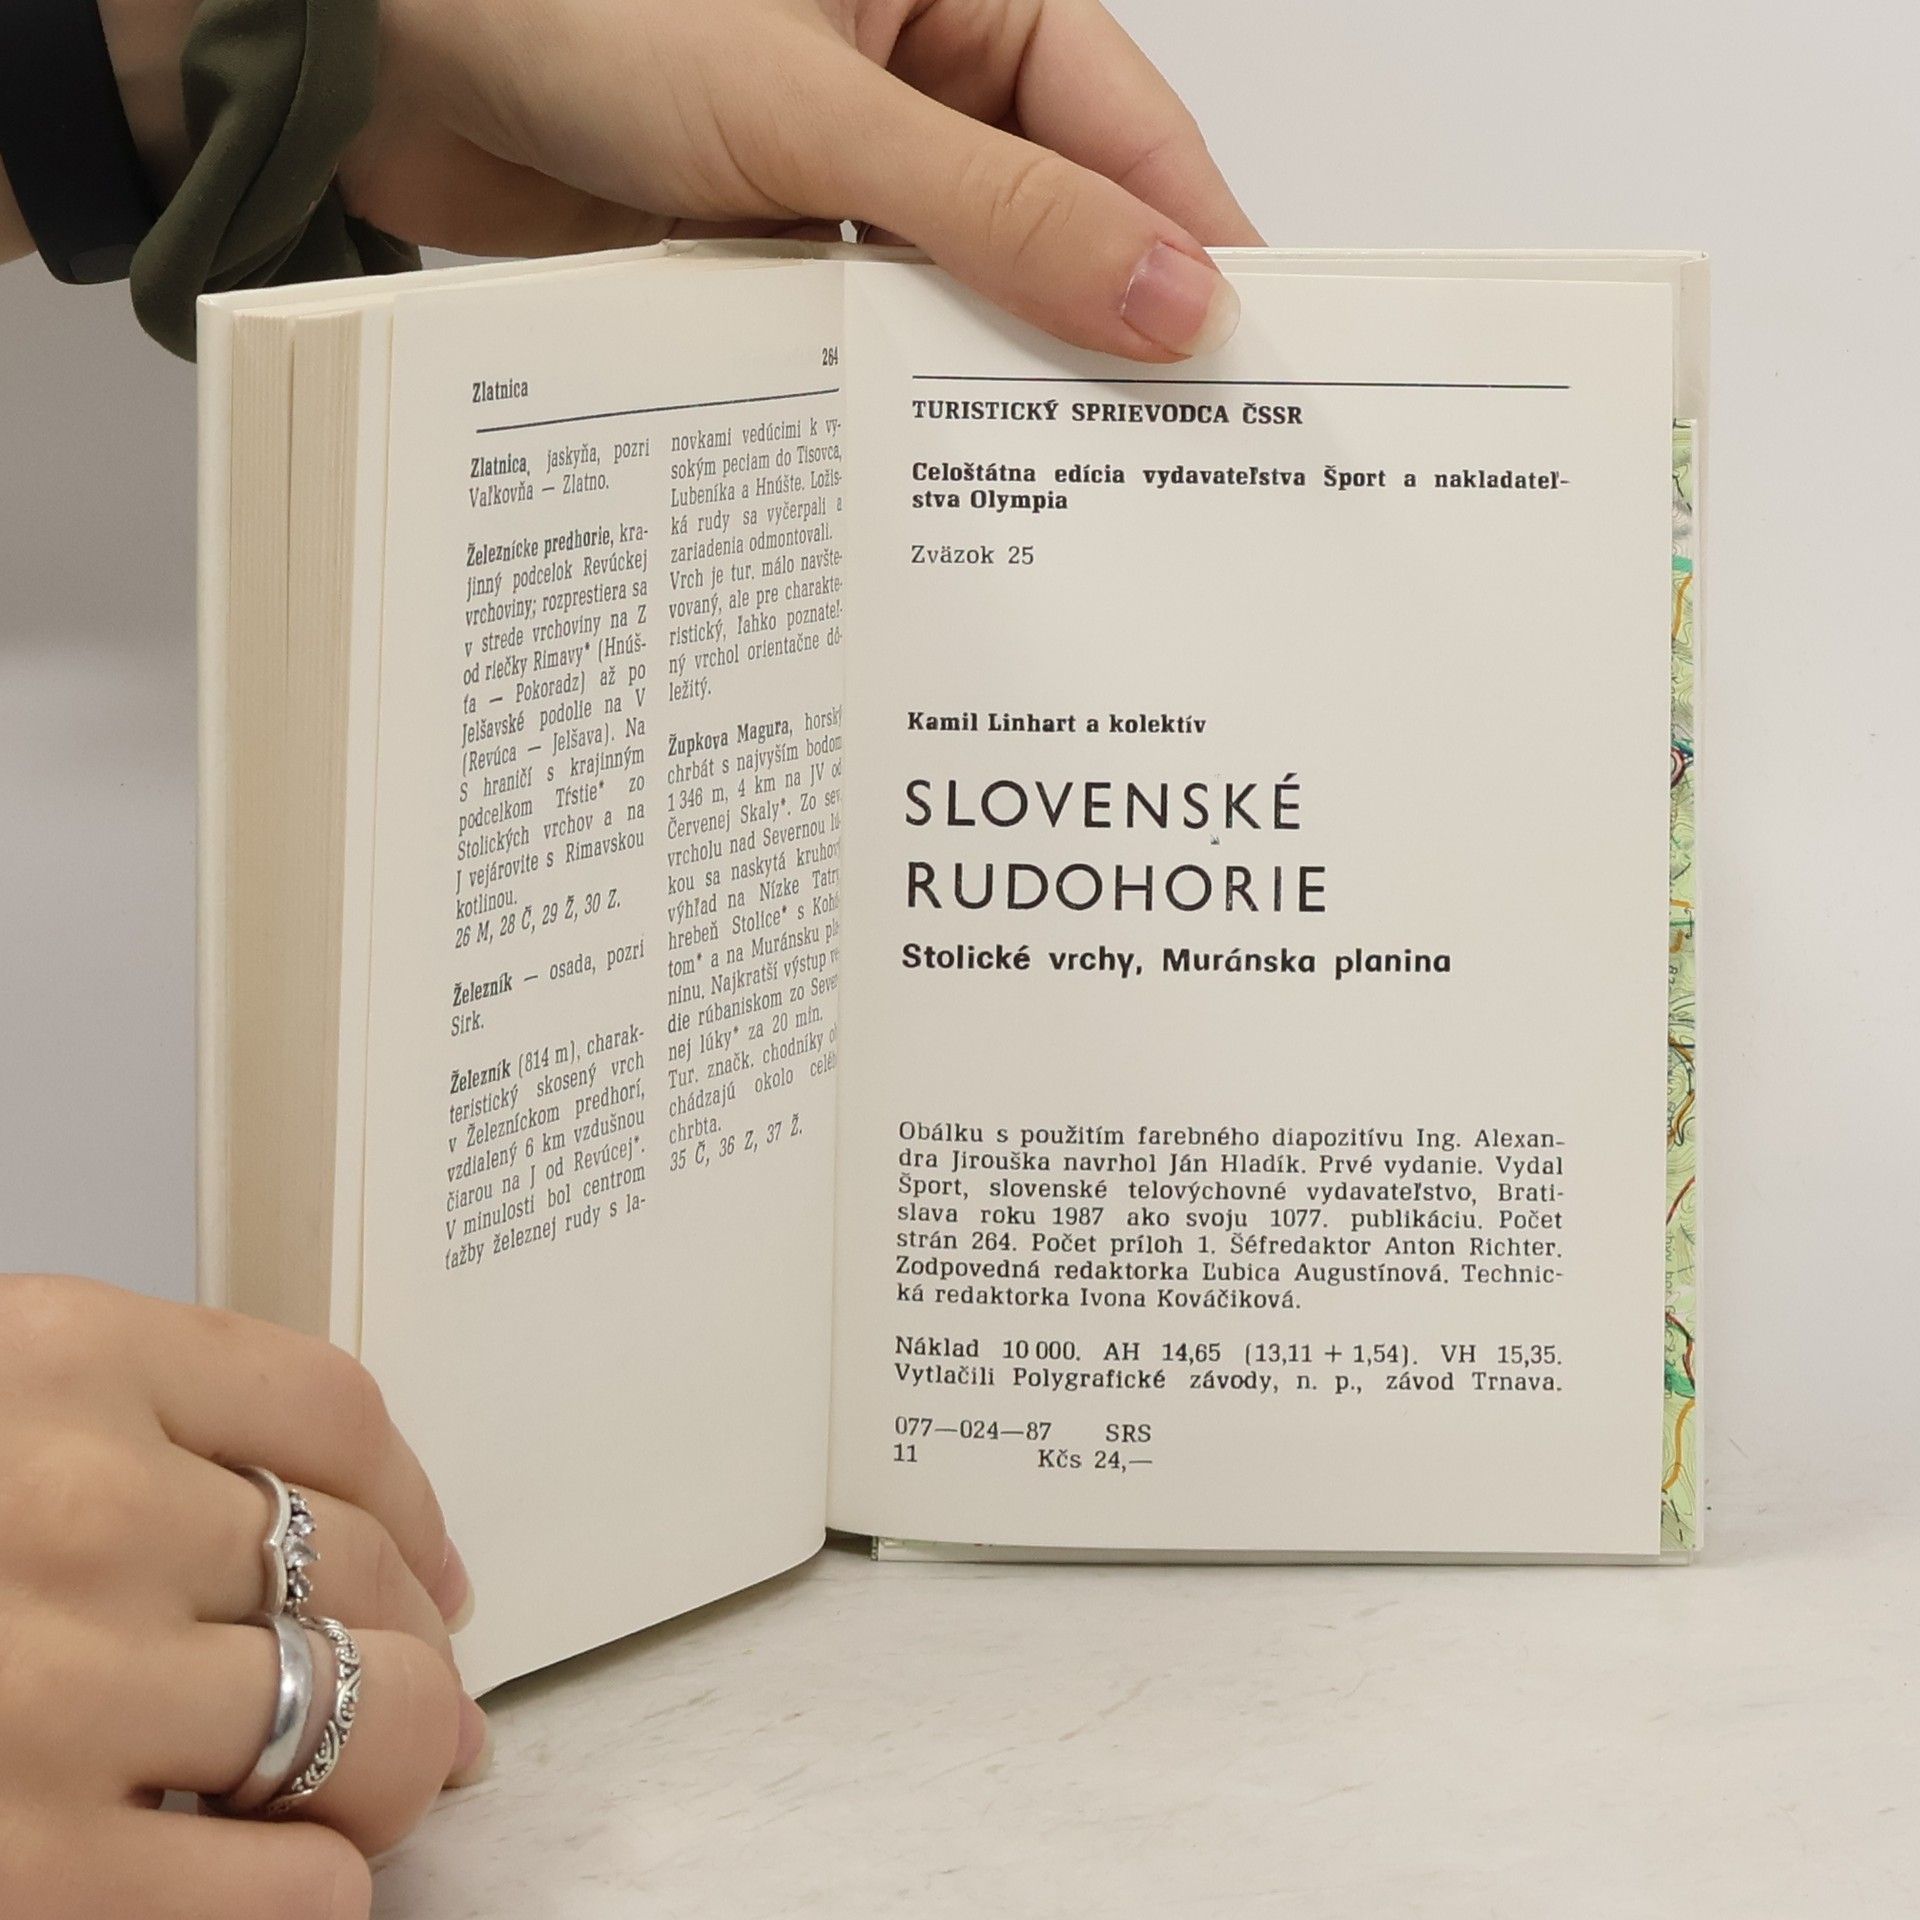 Zlatnica
264
Zlatnica, jaskyňa, pozri
Vaľkovňa — Zlatno.
Železnícke predhorie, kra-
jinný podcelok Revúckej
vrchoviny; rozprestiera sa
v strede vrchoviny na Z
od riečky Rimavy* (Hnúš-
ťa — Pokoradz) až po
Jelšavské podolie na V
(Revúca — Jelšava). Na
S hraničí s krajinným
podcelkom Tŕstie* zo
Stolických vrchov a na
J vejárovite s Rimavskou
kotlinou.
26 M, 28 Č, 29 Ž, 30 Z.
Železník — osada, pozri
Sirk.
Železník (814 m), charak-
teristický skosený vrch
v Železníckom predhorí,
vzdialený 6 km vzdušnou
čiarou na J od Revúcej*.
V minulosti bol centrom
ťažby železnej rudy s la-
novkami vedúcimi k vy-
sokým peciam do Tisovca,
Lubeníka a Hnúšte. Ložis-
ká rudy sa vyčerpali a
zariadenia odmontovali.
Vrch je tur. málo navšte-
vovaný, ale pre charakte-
ristický, ľahko poznateľ-
ný vrchol orientačne dô-
ležitý.
Župkova Magura, horský
chrbát s najvyším bodom
1 346 m, 4 km na JV od
Červenej Skaly*. Zo sev.
vrcholu nad Severnou lú-
kou sa naskytá kruhový
výhľad na Nízke Tatry,
hrebeň Stolice* s Kohú-
tom* a na Muránsku pla-
ninu. Najkratší výstup ve-
die rúbaniskom zo Sever-
nej lúky* za 20 min.
Tur. značk. chodníky ob-
chádzajú okolo celého
chrbta.
35 Č, 36 Z, 37 Ž.
TURISTICKÝ SPRIEVODCA ČSSR
Celoštátna edícia vydavateľstva Šport a nakladateľ-
stva Olympia
Zväzok 25
Kamil Linhart a kolektív
SLOVENSKÉ
RUDOHORIE
Stolické vrchy, Muránska planina
Obálku s použitím farebného diapozitívu Ing. Alexan-
dra Jirouška navrhol Ján Hladík. Prvé vydanie. Vydal
Šport, slovenské telovýchovné vydavateľstvo, Brati-
slava roku 1987 ako svoju 1077. publikáciu. Počet
strán 264. Počet príloh 1. Šéfredaktor Anton Richter.
Zodpovedná redaktorka Ľubica Augustínová. Technic-
ká redaktorka Ivona Kováčiková.
Náklad 10 000. AH 14,65 (13,11 + 1,54). VH 15,35.
Vytlačili Polygrafické závody, n. p., závod Trnava.
077—024—87 SRS
11 Kčs 24,—